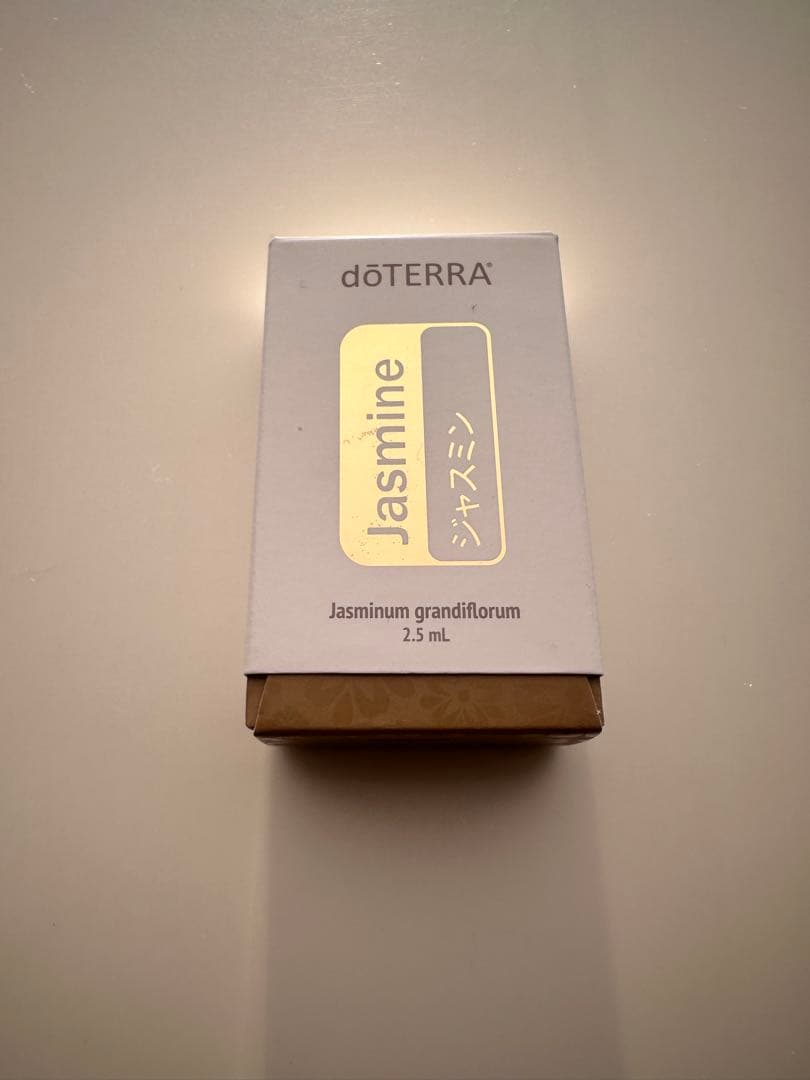 dōTERRA®
Jasmine
ジャスミン
Jasminum grandiflorum
2.5 mL